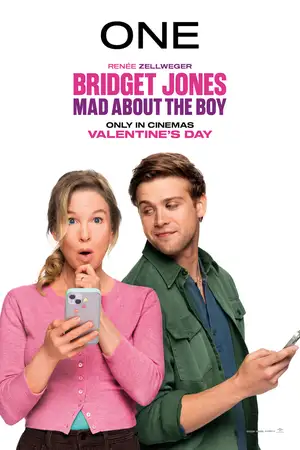 ONE
RENÉE ZELLWEGER
BRIDGET JONES
MAD ABOUT THE BOY
ONLY IN CINEMAS
VALENTINE'S DAY